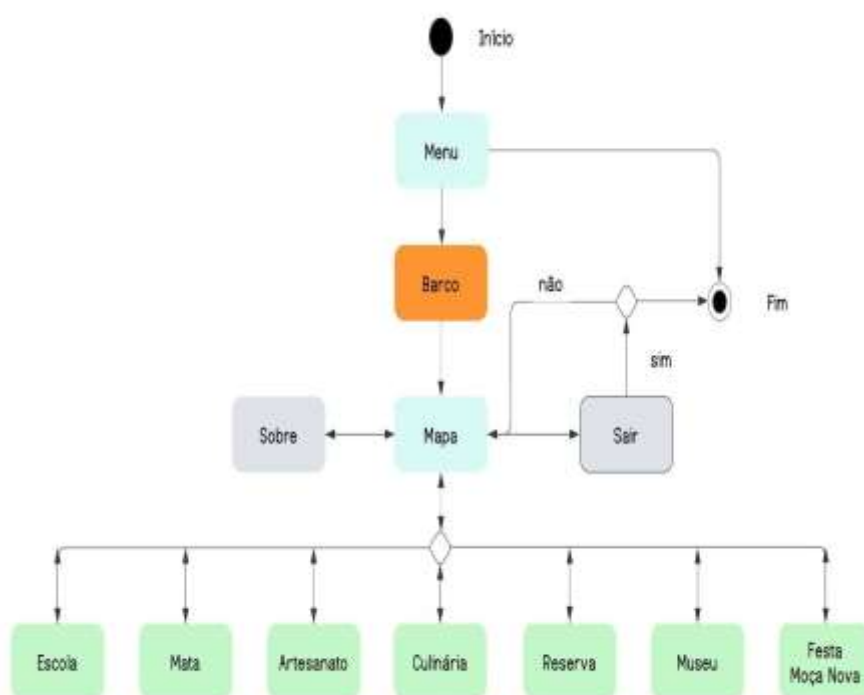 Início
Menu
Barco
não
Fim
sim
Sobre
Mapa
Sair
Escola
Mata
Artesanato
Culinária
Reserva
Museu
Festa
Moça Nova